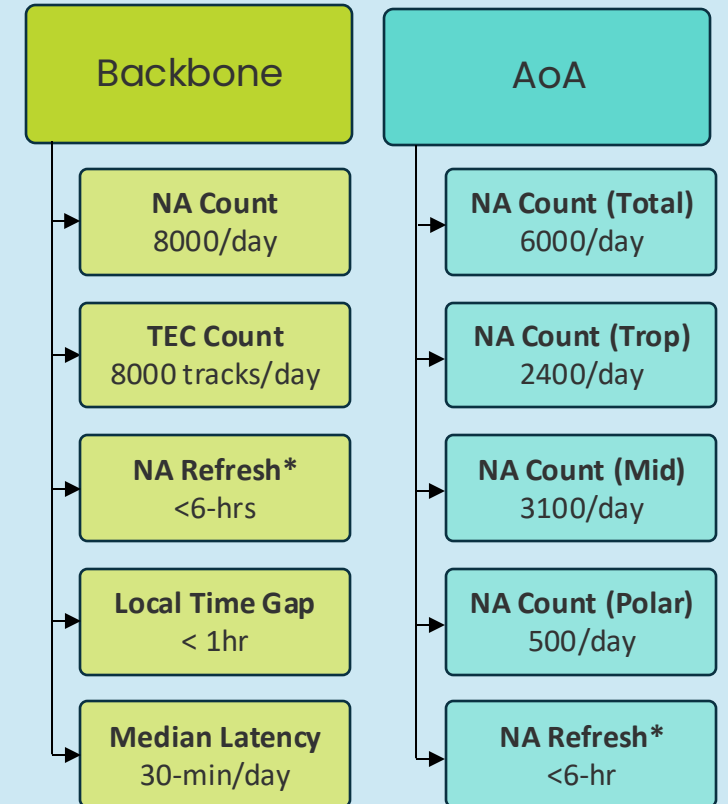 Backbone
NA Count
8000/day
TEC Count
8000 tracks/day
NA Refresh*
<6-hrs
Local Time Gap
< 1hr
Median Latency
30-min/day
AoA
NA Count (Total)
6000/day
NA Count (Trop)
2400/day
NA Count (Mid)
3100/day
NA Count (Polar)
500/day
NA Refresh*
<6-hr